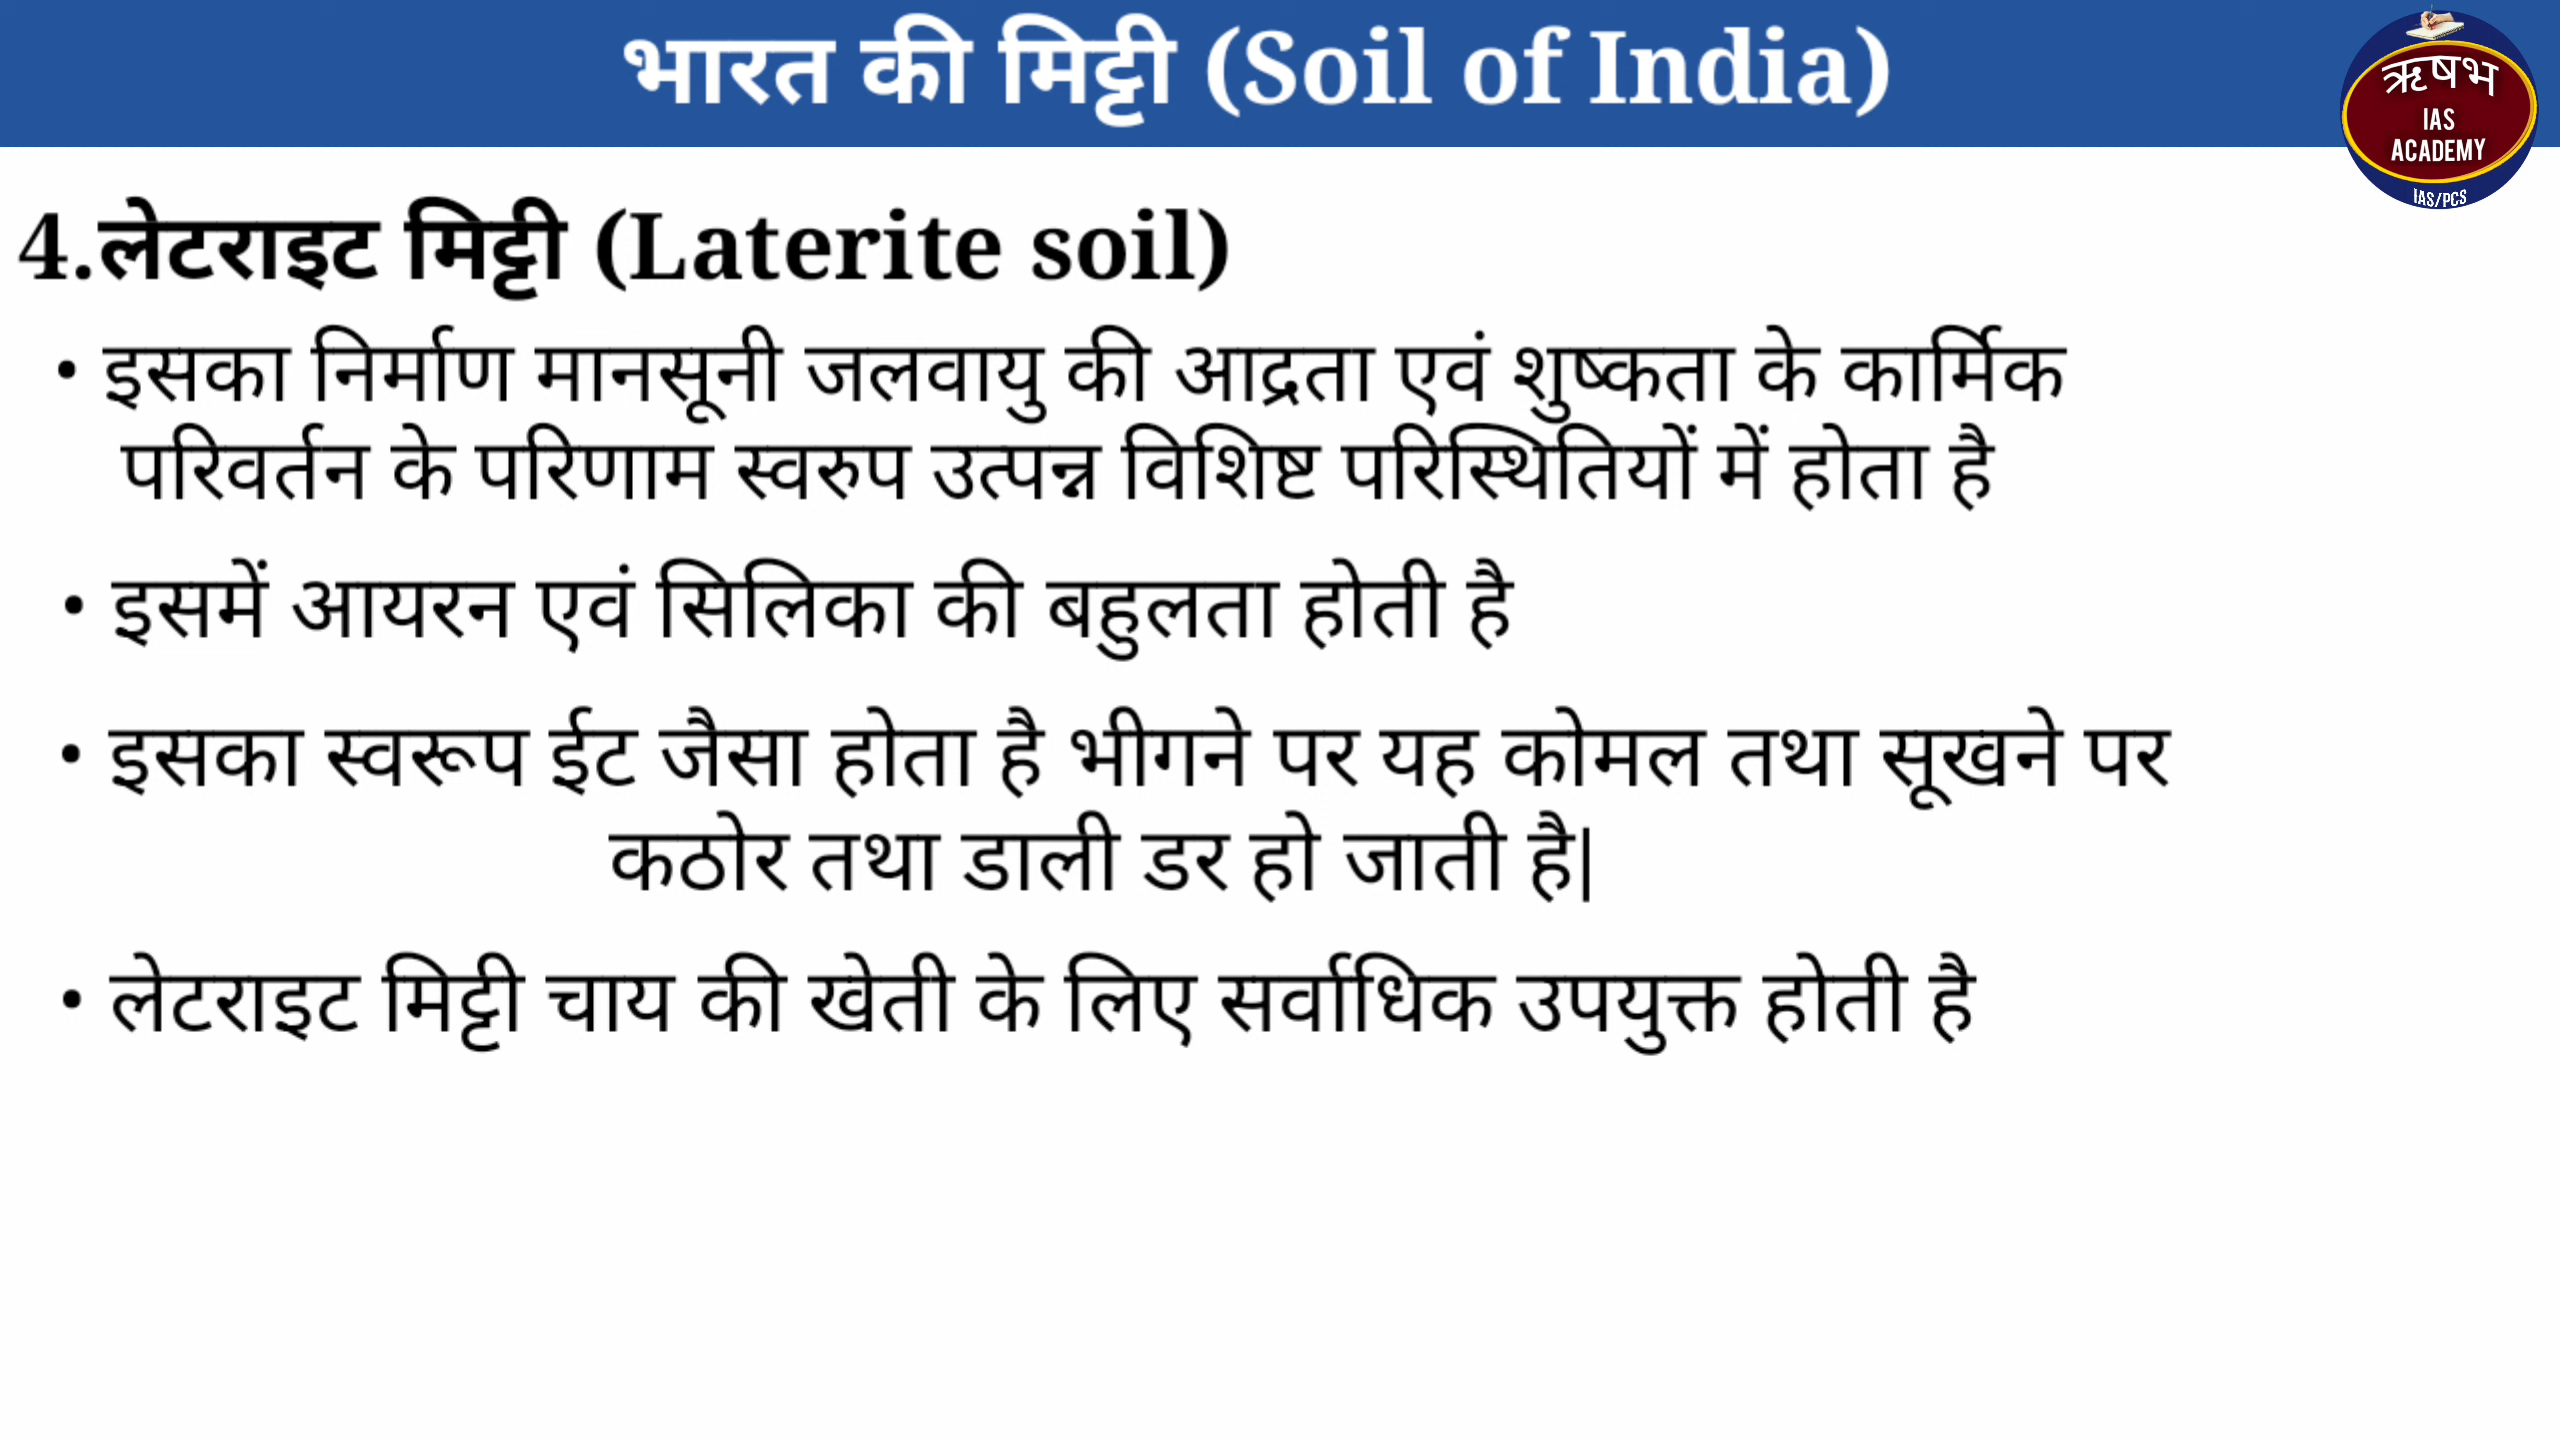 भारत की मिट्टी (Soil of India)
ऋषभ
IAS
ACADEMY
IAS/PCS
4.लेटराइट मिट्टी (Laterite soil)
• इसका निर्माण मानसूनी जलवायु की आद्रता एवं शुष्कता के कार्मिक
परिवर्तन के परिणाम स्वरुप उत्पन्न विशिष्ट परिस्थितियों में होता है
• इसमें आयरन एवं सिलिका की बहुलता होती है
• इसका स्वरूप ईट जैसा होता है भीगने पर यह कोमल तथा सूखने पर
कठोर तथा डाली डर हो जाती है|
• लेटराइट मिट्टी चाय की खेती के लिए सर्वाधिक उपयुक्त होती है